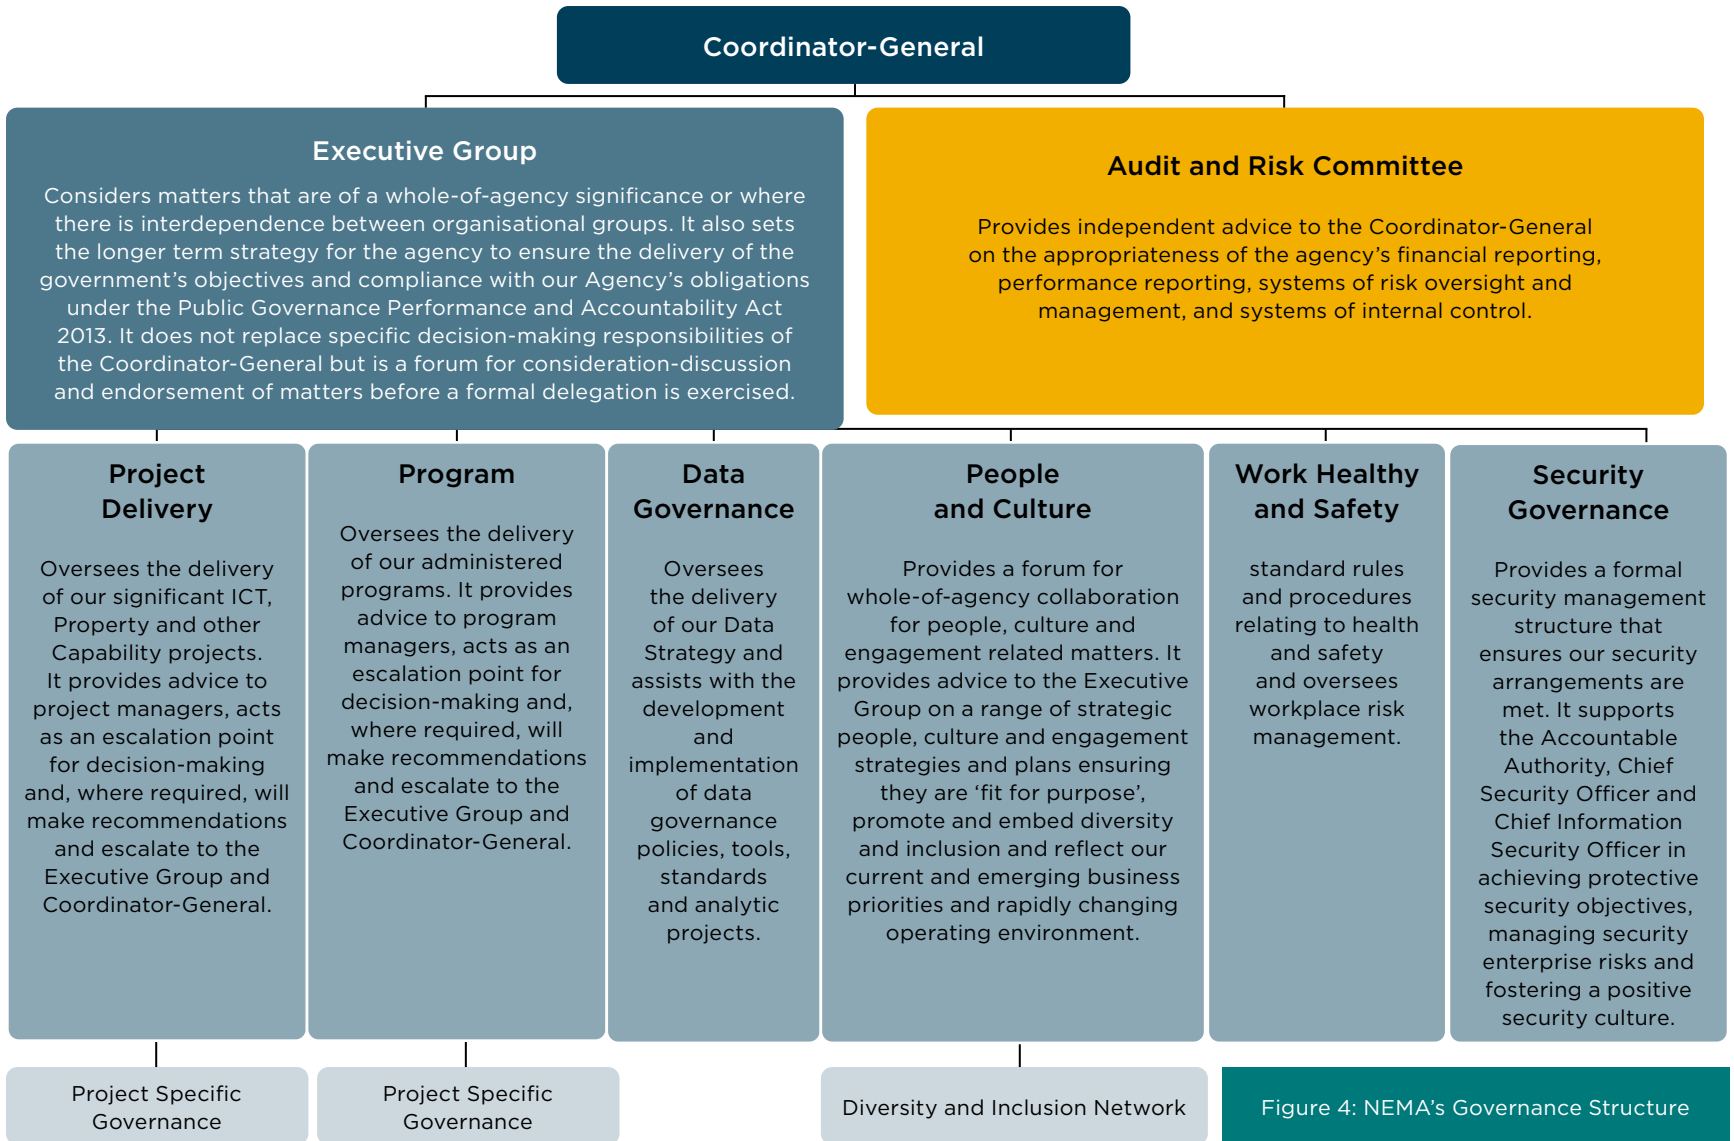 Coordinator-General
Executive Group
Considers matters that are of a whole-of-agency significance or where
there is interdependence between organisational groups. It also sets
the longer term strategy for the agency to ensure the delivery of the
government's objectives and compliance with our Agency's obligations
under the Public Governance Performance and Accountability Act
2013. It does not replace specific decision-making responsibilities of
the Coordinator-General but is a forum for consideration-discussion
and endorsement of matters before a formal delegation is exercised.
Audit and Risk Committee
Provides independent advice to the Coordinator-General
on the appropriateness of the agency's financial reporting,
performance reporting, systems of risk oversight and
management, and systems of internal control.
Project
Delivery
Oversees the delivery
of our significant ICT,
Property and other
Capability projects.
It provides advice to
project managers, acts
as an escalation point
for decision-making
and, where required, will
make recommendations
and escalate to the
Executive Group and
Coordinator-General.
Program
Oversees the delivery
of our administered
programs. It provides
advice to program
managers, acts as an
escalation point for
decision-making and,
where required, will
make recommendations
and escalate to the
Executive Group and
Coordinator-General.
Data
Governance
Oversees
the delivery
of our Data
Strategy and
assists with the
development
and
implementation
of data
governance
policies, tools,
standards
and analytic
projects.
People
and Culture
Provides a forum for
whole-of-agency collaboration
for people, culture and
engagement related matters. It
provides advice to the Executive
Group on a range of strategic
people, culture and engagement
strategies and plans ensuring
they are ‘fit for purpose’,
promote and embed diversity
and inclusion and reflect our
current and emerging business
priorities and rapidly changing
operating environment.
Work Healthy
and Safety
standard rules
and procedures
relating to health
and safety
and oversees
workplace risk
management.
Security
Governance
Provides a formal
security management
structure that
ensures our security
arrangements are
met. It supports
the Accountable
Authority, Chief
Security Officer and
Chief Information
Security Officer in
achieving protective
security objectives,
managing security
enterprise risks and
fostering a positive
security culture.
Project Specific
Governance
Project Specific
Governance
Diversity and Inclusion Network
Figure 4: NEMA's Governance Structure